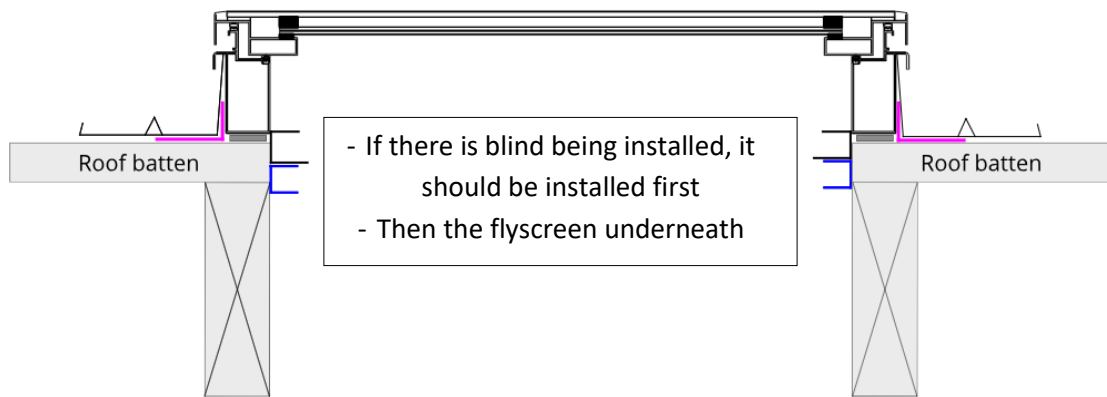 - If there is blind being installed, it
should be installed first
- Then the flyscreen underneath
Roof batten
Roof batten